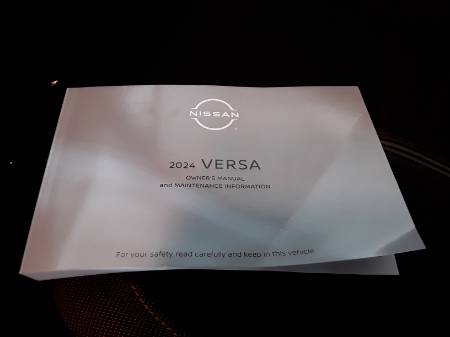 NISSAN
2024 VERSA
OWNER'S MANUAL
and MAINTENANCE INFORMATION
For your safety, read carefully and keep in this vehicle.